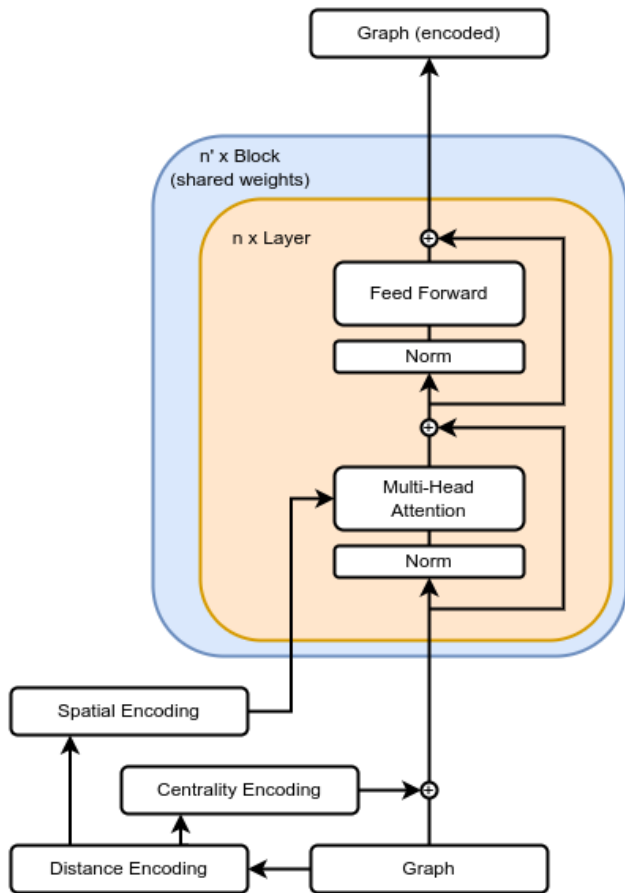 Graph (encoded)
n' x Block
(shared weights)
n x Layer
+
Feed Forward
Norm
+
Multi-Head
Attention
Norm
Spatial Encoding
Centrality Encoding
+
Distance Encoding
Graph